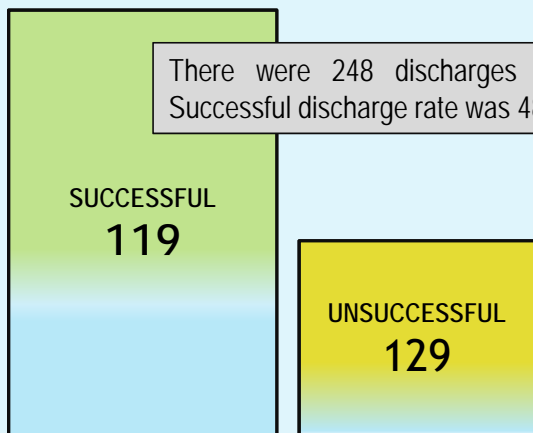 There were 248 discharges
Successful discharge rate was
SUCCESSFUL
119
UNSUCCESSFUL
129